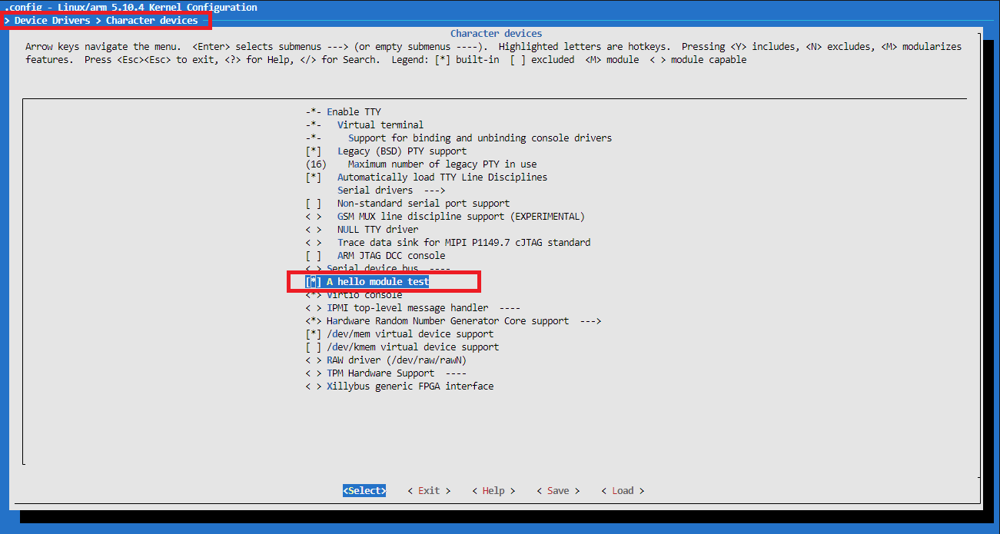 .config - Linux/arm 5.10.4 Kernel Configuration
> Device Drivers > Character devices
Character devices
Arrow keys navigate the menu.  <Enter> selects submenus ---> (or empty submenus ----).  Highlighted letters are hotkeys.  Pressing <Y> includes, <N> excludes, <M> modularizes
features.  Press <Esc><Esc> to exit, <?> for Help, </> for Search.  Legend: [*] built-in  [ ] excluded  <M> module  < > module capable
-*- Enable TTY
-*-   Virtual terminal
-*-     Support for binding and unbinding console drivers
[*]   Legacy (BSD) PTY support
(16)    Maximum number of legacy PTY in use
[*]   Automatically load TTY Line Disciplines
Serial drivers  --->
[ ]   Non-standard serial port support
< >   GSM MUX line discipline support (EXPERIMENTAL)
< >   NULL TTY driver
< >   Trace data sink for MIPI P1149.7 cJTAG standard
[ ]   ARM JTAG DCC console
< > Serial device bus  ----
[*] A hello module test
<*> Virtio console
< > IPMI top-level message handler  ----
<*> Hardware Random Number Generator Core support  --->
[*] /dev/mem virtual device support
[ ] /dev/kmem virtual device support
< > RAW driver (/dev/raw/rawN)
< > TPM Hardware Support  ----
< > Xillybus generic FPGA interface
<Select>    < Exit >    < Help >    < Save >    < Load >